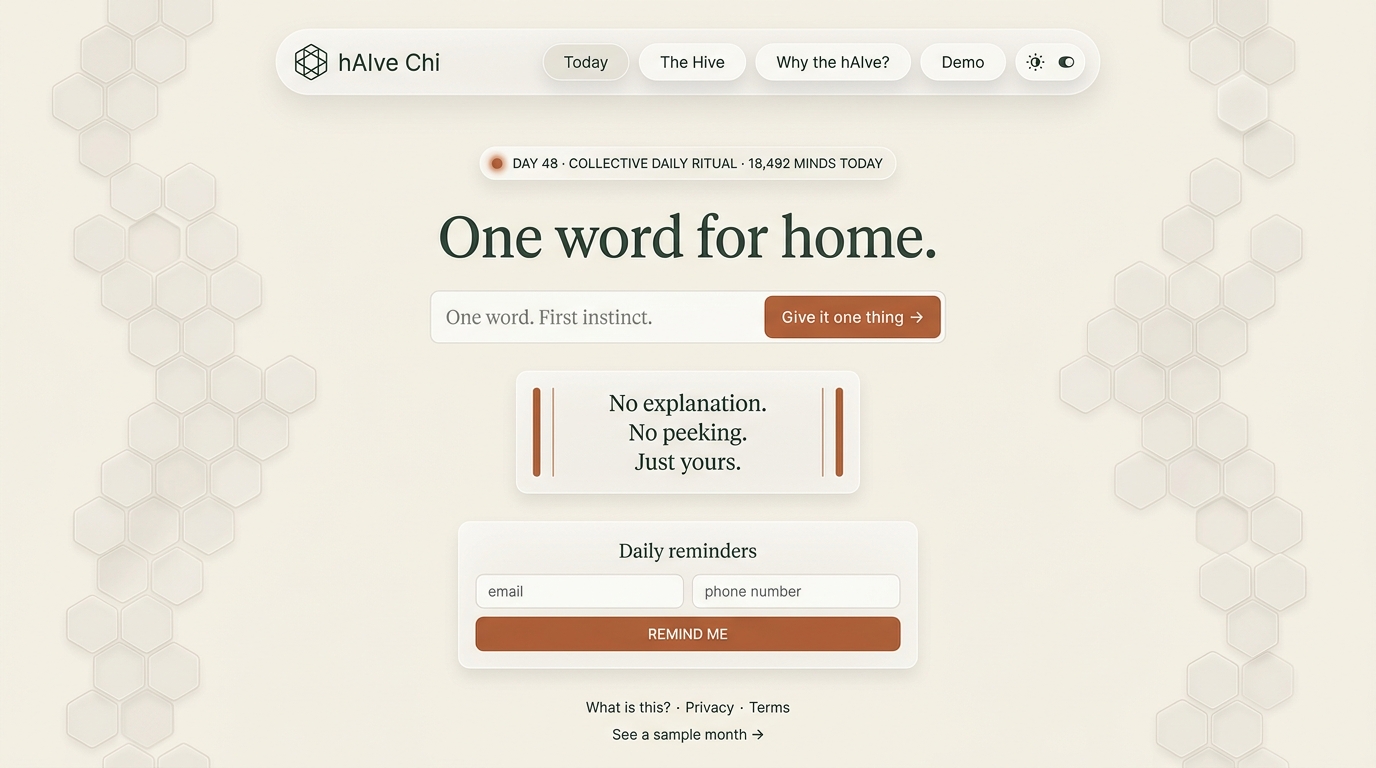 hAIve Chi
Today
The Hive
Why the hAIve?
Demo
DAY 48 · COLLECTIVE DAILY RITUAL · 18,492 MINDS TODAY
One word for home.
One word. First instinct.
Give it one thing →
No explanation.
No peeking.
Just yours.
Daily reminders
email
phone number
REMIND ME
What is this? · Privacy · Terms
See a sample month →